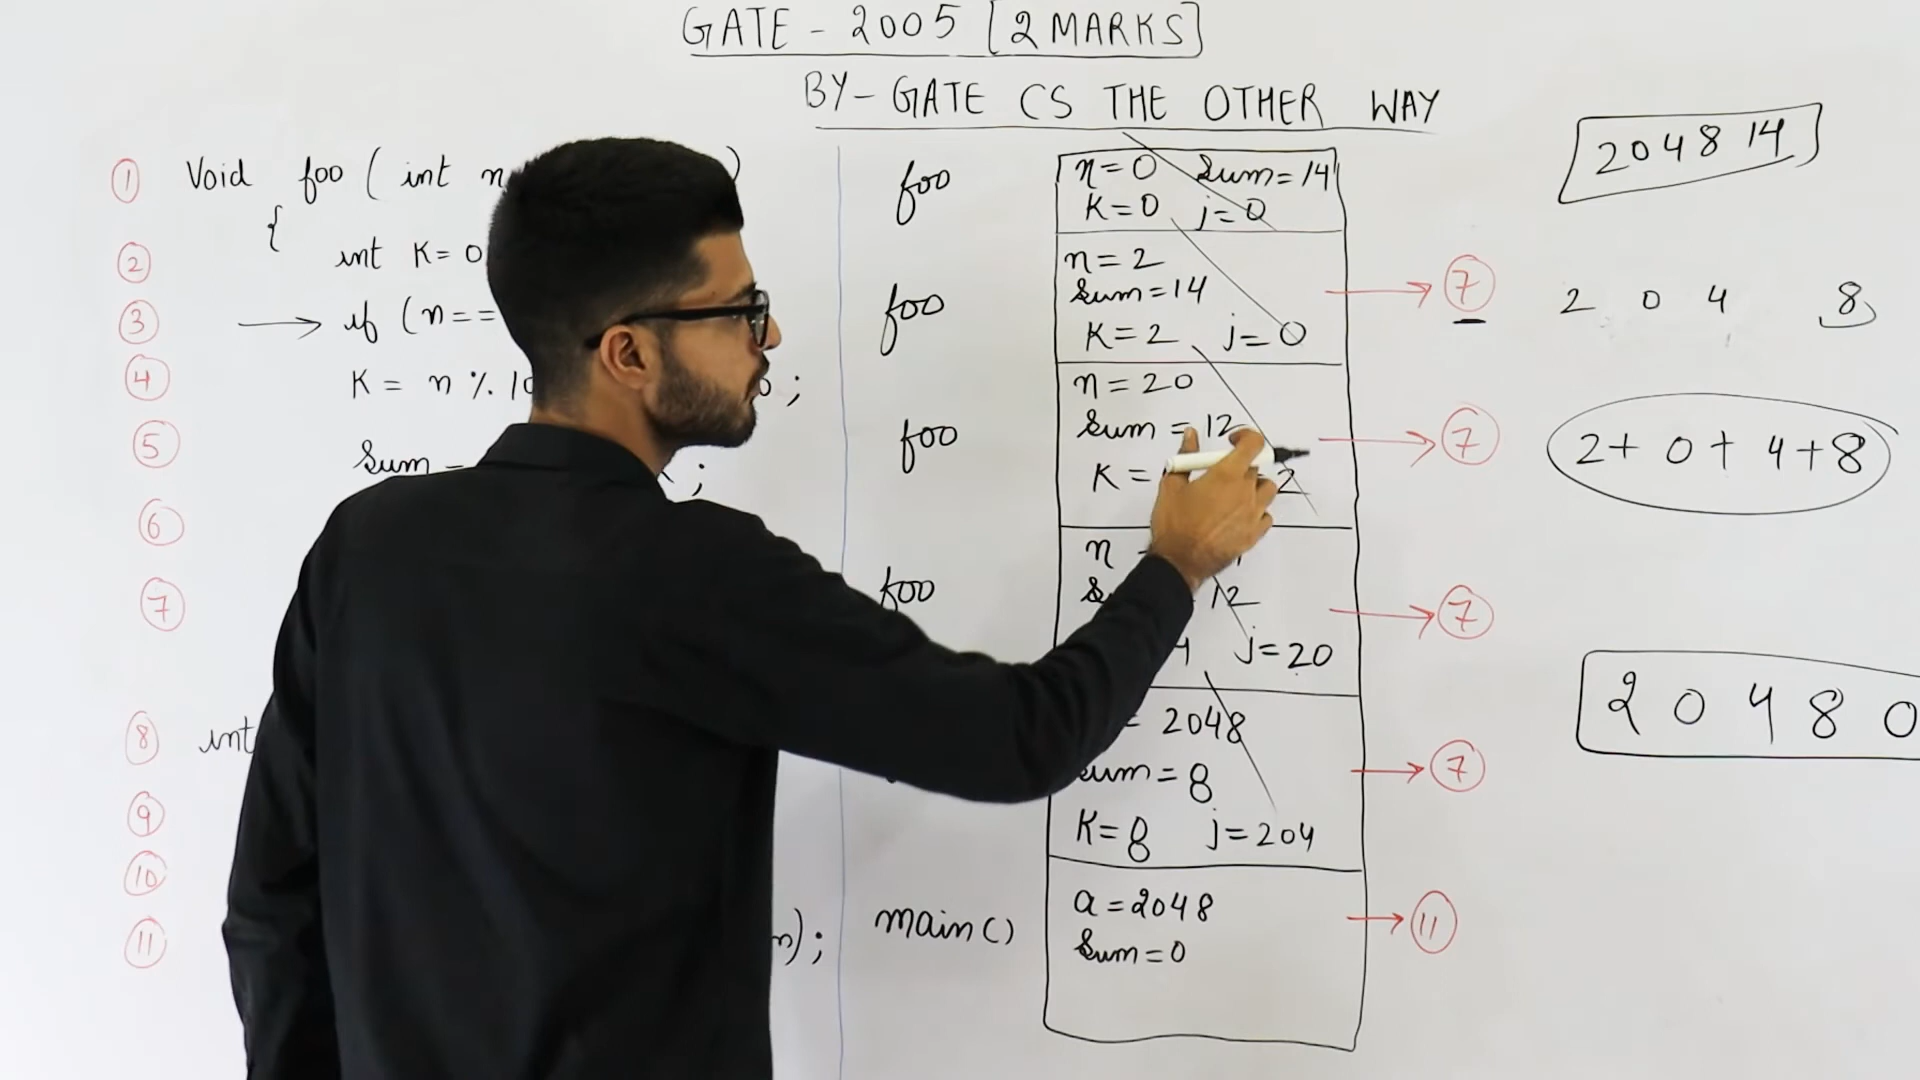 GATE - 2005 [2 MARKS]
BY- GATE CS THE OTHER WAY
1 Void foo ( int n )
{
2 int K= 0
3 → if (n==
4 K = n % 10 ;
5 Sum = ;
6
7
8 int
9
10
11 );
foo
n=0 Sum=14
K=0 j=0
foo
n=2
Sum=14
K=2 j=0
→ 7
foo
n=20
Sum=12
K= 2
→ 7
foo
n
12
j=20
→ 7
= 2048
Sum=8
K=8 j=204
→ 7
main()
a=2048
Sum=0
→ 11
2048 14
2 0 4 8
2+ 0+ 4+8
2 0 4 8 0